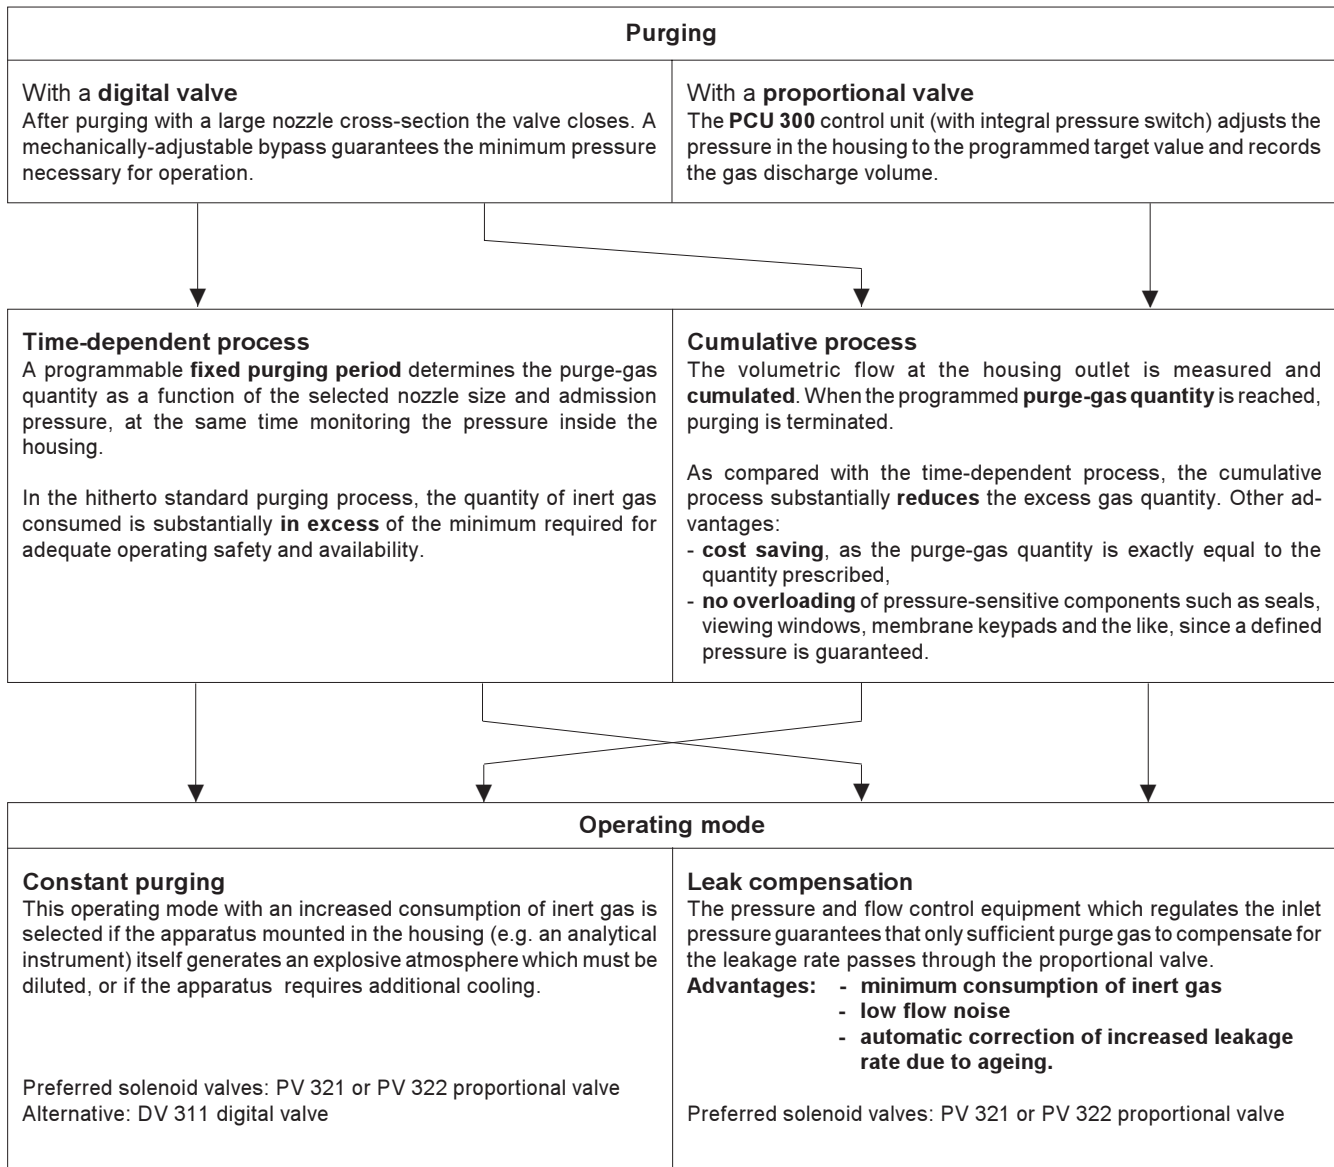 Purging
With a digital valve
After purging with a large nozzle cross-section the valve closes. A
mechanically-adjustable bypass guarantees the minimum pressure
necessary for operation.
With a proportional valve
The PCU 300 control unit (with integral pressure switch) adjusts the
pressure in the housing to the programmed target value and records
the gas discharge volume.
Time-dependent process
A programmable fixed purging period determines the purge-gas
quantity as a function of the selected nozzle size and admission
pressure, at the same time monitoring the pressure inside the
housing.
In the hitherto standard purging process, the quantity of inert gas
consumed is substantially in excess of the minimum required for
adequate operating safety and availability.
Cumulative process
The volumetric flow at the housing outlet is measured and
cumulated. When the programmed purge-gas quantity is reached,
purging is terminated.
As compared with the time-dependent process, the cumulative
process substantially reduces the excess gas quantity. Other ad-
vantages:
- cost saving, as the purge-gas quantity is exactly equal to the
quantity prescribed,
- no overloading of pressure-sensitive components such as seals,
viewing windows, membrane keypads and the like, since a defined
pressure is guaranteed.
Operating mode
Constant purging
This operating mode with an increased consumption of inert gas is
selected if the apparatus mounted in the housing (e.g. an analytical
instrument) itself generates an explosive atmosphere which must be
diluted, or if the apparatus requires additional cooling.
Preferred solenoid valves: PV 321 or PV 322 proportional valve
Alternative: DV 311 digital valve
Leak compensation
The pressure and flow control equipment which regulates the inlet
pressure guarantees that only sufficient purge gas to compensate for
the leakage rate passes through the proportional valve.
Advantages: - minimum consumption of inert gas
- low flow noise
- automatic correction of increased leakage
rate due to ageing.
Preferred solenoid valves: PV 321 or PV 322 proportional valve